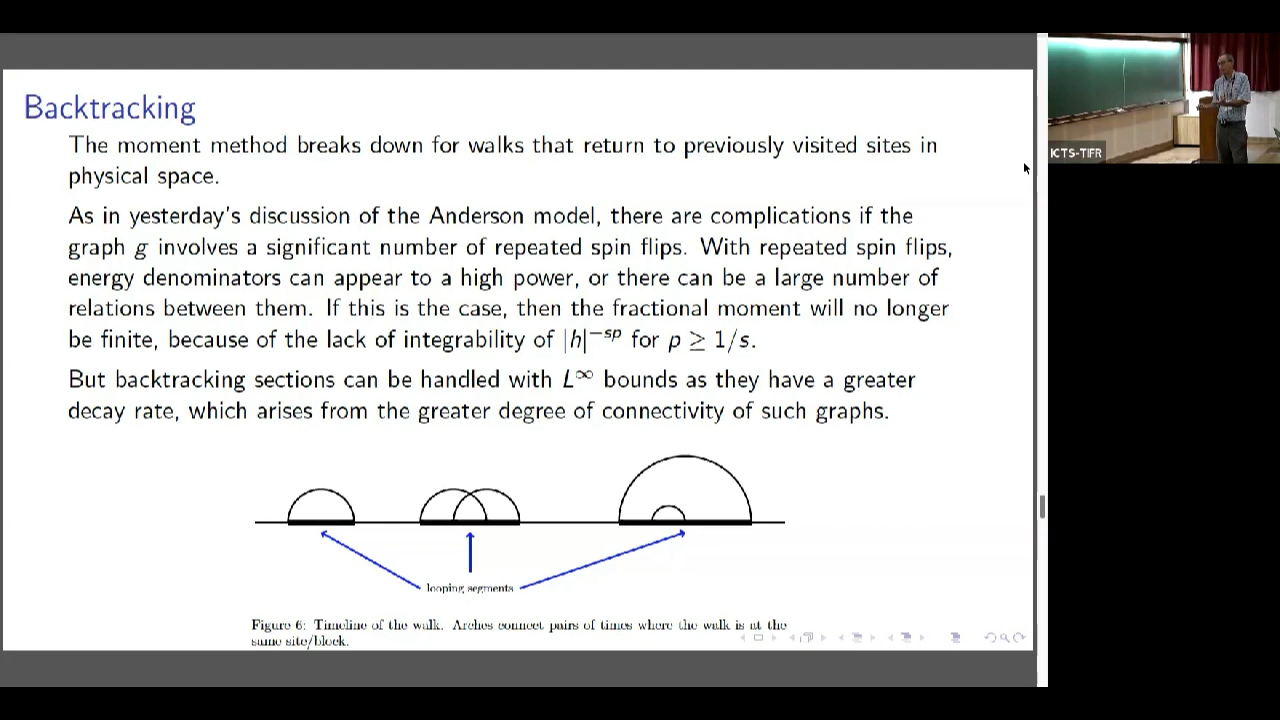 Backtracking
The moment method breaks down for walks that return to previously visited sites in
physical space.
As in yesterday's discussion of the Anderson model, there are complications if the
graph g involves a significant number of repeated spin flips. With repeated spin flips,
energy denominators can appear to a high power, or there can be a large number of
relations between them. If this is the case, then the fractional moment will no longer
be finite, because of the lack of integrability of |h|⁻ˢᵖ for p ≥ 1/s.
But backtracking sections can be handled with L^∞ bounds as they have a greater
decay rate, which arises from the greater degree of connectivity of such graphs.
looping segments
Figure 6: Timeline of the walk. Arches connect pairs of times where the walk is at the
same site/block.
ICTS-TIFR